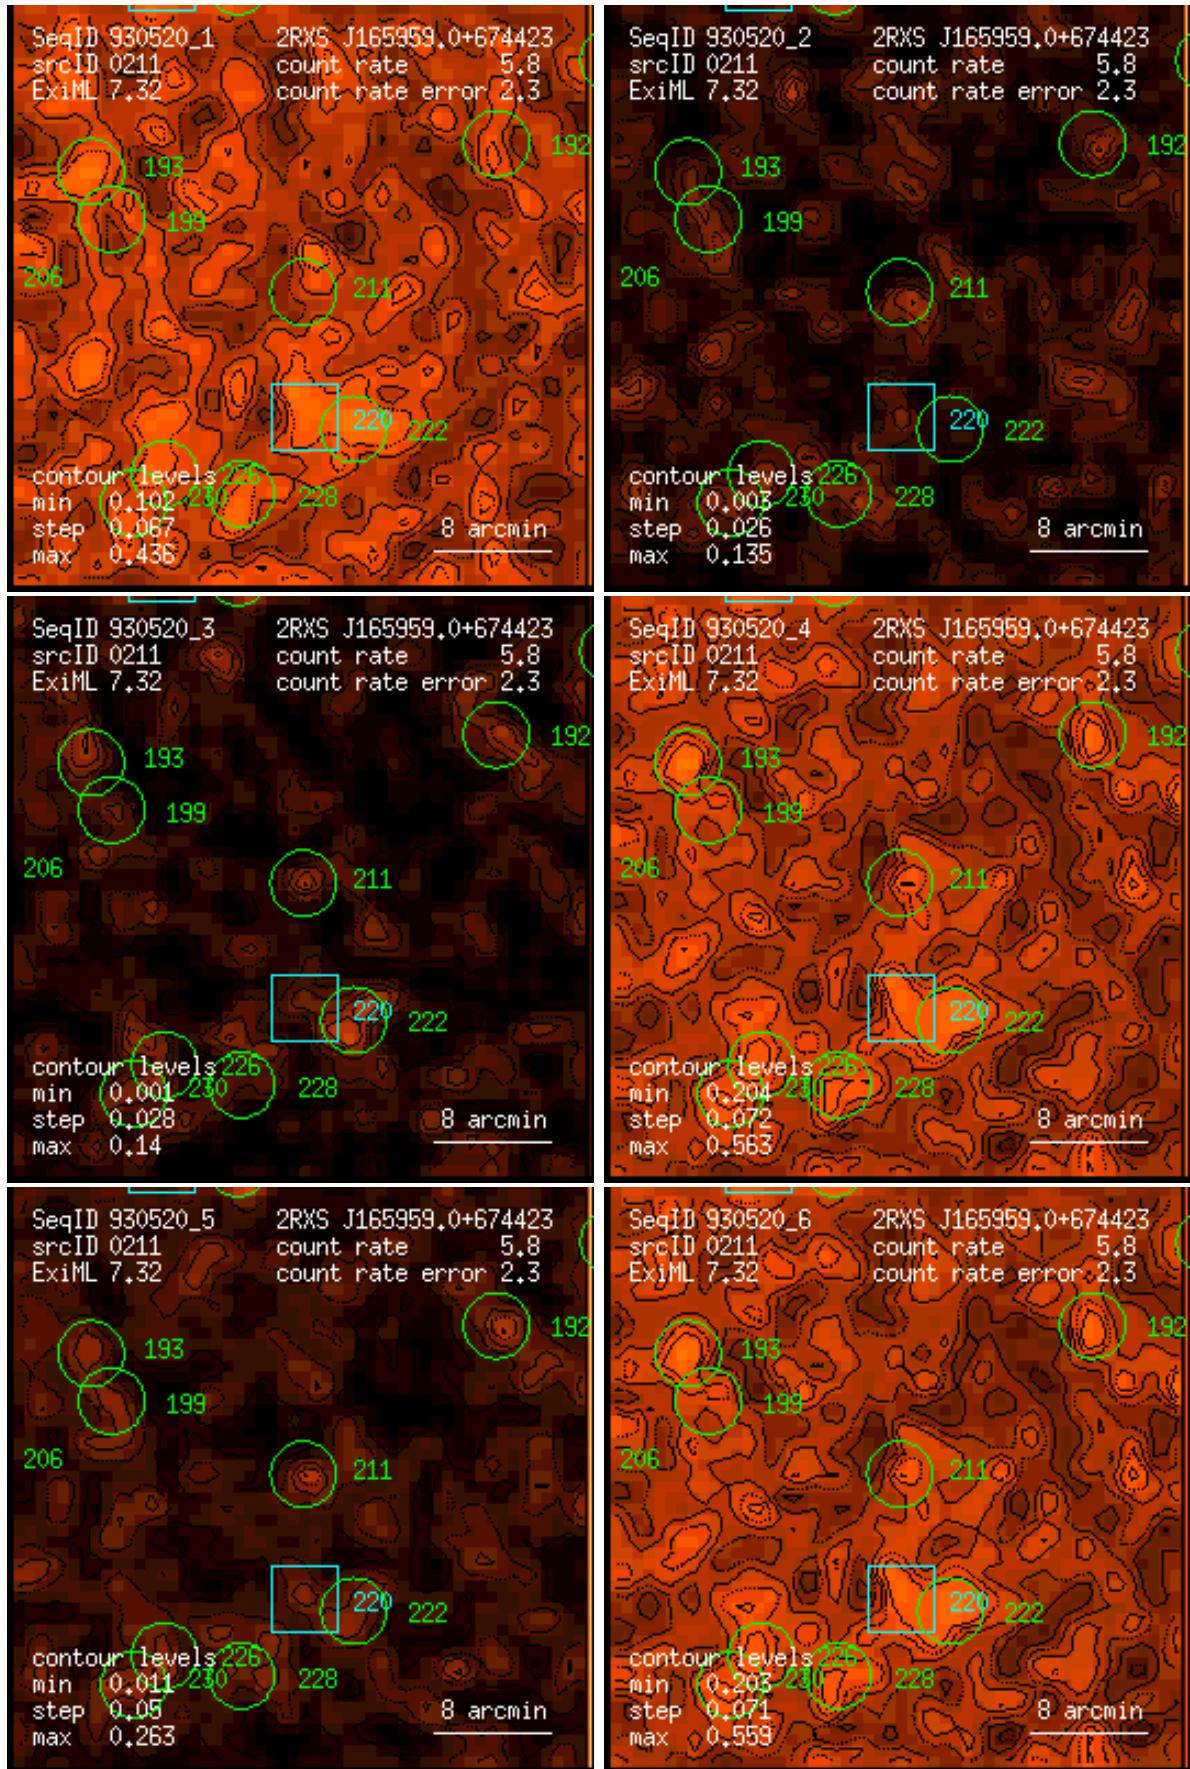 SeqID 930520_1 2RXS J165959.0+674423
srcID 0211 count rate 5.8
ExiML 7.32 count rate error 2.3
192
193
199
206
211
220 222
contour levels 226
min 0.102 230 228
step 0.067 8 arcmin
max 0.436
SeqID 930520_2 2RXS J165959.0+674423
srcID 0211 count rate 5.8
ExiML 7.32 count rate error 2.3
192
193
199
206
211
220 222
contour levels 226
min 0.003 230 228
step 0.026 8 arcmin
max 0.135
SeqID 930520_3 2RXS J165959.0+674423
srcID 0211 count rate 5.8
ExiML 7.32 count rate error 2.3
192
193
199
206
211
220 222
contour levels 226
min 0.001 230 228
step 0.028 8 arcmin
max 0.14
SeqID 930520_4 2RXS J165959.0+674423
srcID 0211 count rate 5.8
ExiML 7.32 count rate error 2.3
192
193
199
206
211
220 222
contour levels 226
min 0.204 230 228
step 0.072 8 arcmin
max 0.563
SeqID 930520_5 2RXS J165959.0+674423
srcID 0211 count rate 5.8
ExiML 7.32 count rate error 2.3
192
193
199
206
211
220 222
contour levels 226
min 0.011 230 228
step 0.05 8 arcmin
max 0.263
SeqID 930520_6 2RXS J165959.0+674423
srcID 0211 count rate 5.8
ExiML 7.32 count rate error 2.3
192
193
199
206
211
220 222
contour levels 226
min 0.203 230 228
step 0.071 8 arcmin
max 0.559